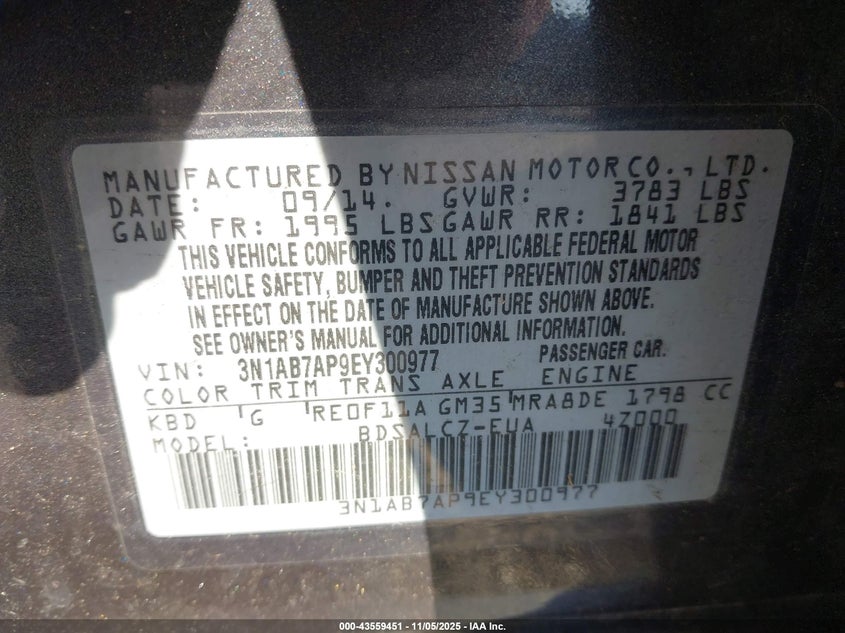 MANUFACTURED BY NISSAN MOTOR CO., LTD.
DATE: 09/14. GVWR: 3783 LBS
GAWR FR: 1995 LBS GAWR RR: 1841 LBS
THIS VEHICLE CONFORMS TO ALL APPLICABLE FEDERAL MOTOR
VEHICLE SAFETY, BUMPER AND THEFT PREVENTION STANDARDS
IN EFFECT ON THE DATE OF MANUFACTURE SHOWN ABOVE.
SEE OWNER'S MANUAL FOR ADDITIONAL INFORMATION.
VIN: 3N1AB7AP9EY300977 PASSENGER CAR.
COLOR TRIM TRANS AXLE ENGINE
KBD G RE0F11A GM35 MRA8DE 1798 CC
MODEL: BDSALCZ-EUA 4Z000
3N1AB7AP9EY300977
000-43559451 - 11/05/2025 - IAA Inc.